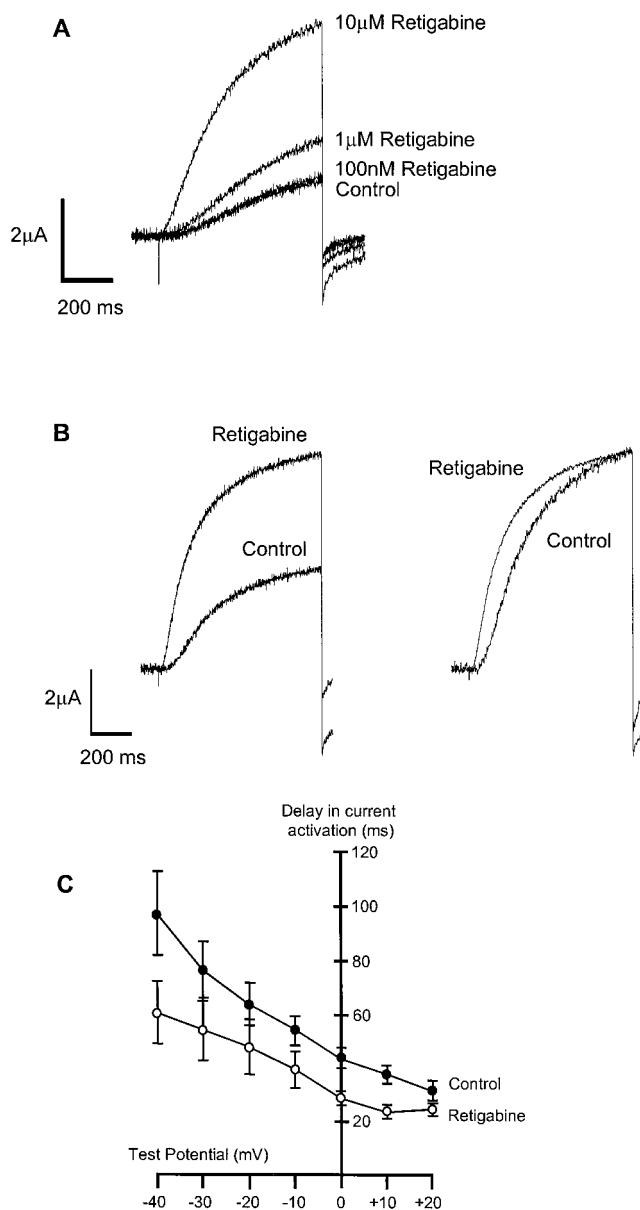 A
10μM Retigabine
1μM Retigabine
100nM Retigabine
Control
2μA
200 ms
B
Retigabine
Control
2μA
200 ms
Retigabine
Control
C
Delay in current
activation (ms)
120
100
80
60
20
Control
Retigabine
Test Potential (mV)
-40 -30 -20 -10 0 +10 +20